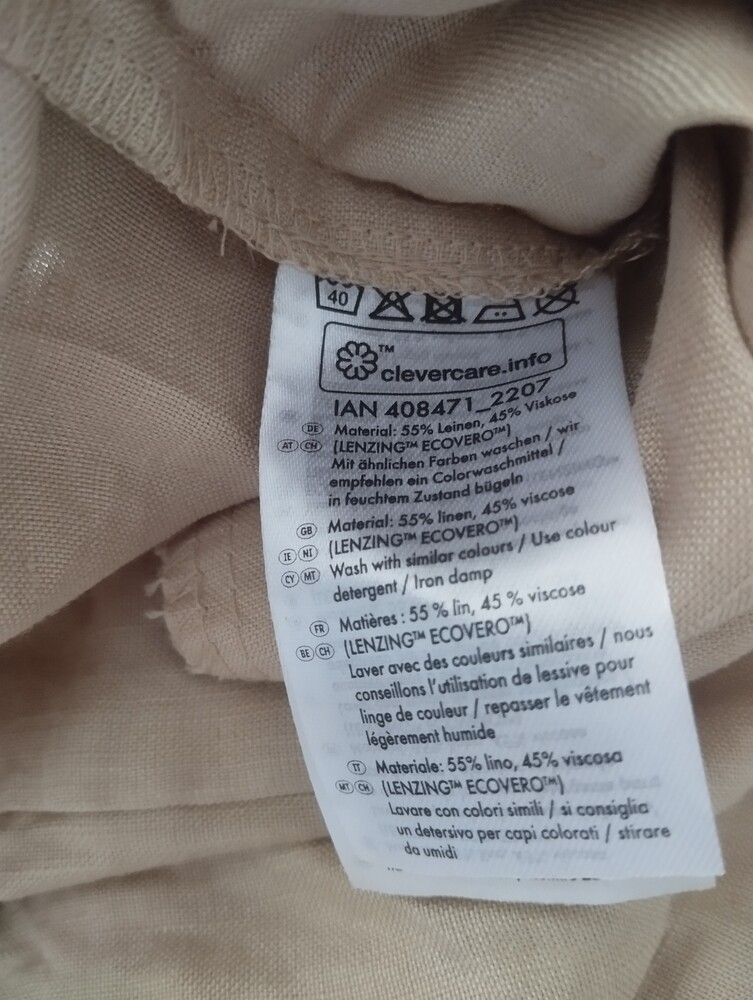 40
™
clevercare.info
IAN 408471_2207
DE Material: 55% Leinen, 45% Viskose
AT CH (LENZING™ ECOVERO™)
Mit ähnlichen Farben waschen / wir
empfehlen ein Colorwaschmittel /
in feuchtem Zustand bügeln
GB Material: 55% linen, 45% viscose
IE NI (LENZING™ ECOVERO™)
CY MT Wash with similar colours / Use colour
detergent / Iron damp
FR Matières : 55 % lin, 45 % viscose
BE CH (LENZING™ ECOVERO™)
Laver avec des couleurs similaires / nous
conseillons l'utilisation de lessive pour
linge de couleur / repasser le vêtement
légèrement humide
IT Materiale: 55% lino, 45% viscosa
MT CH (LENZING™ ECOVERO™)
Lavare con colori simili / si consiglia
un detersivo per capi colorati / stirare
da umidi